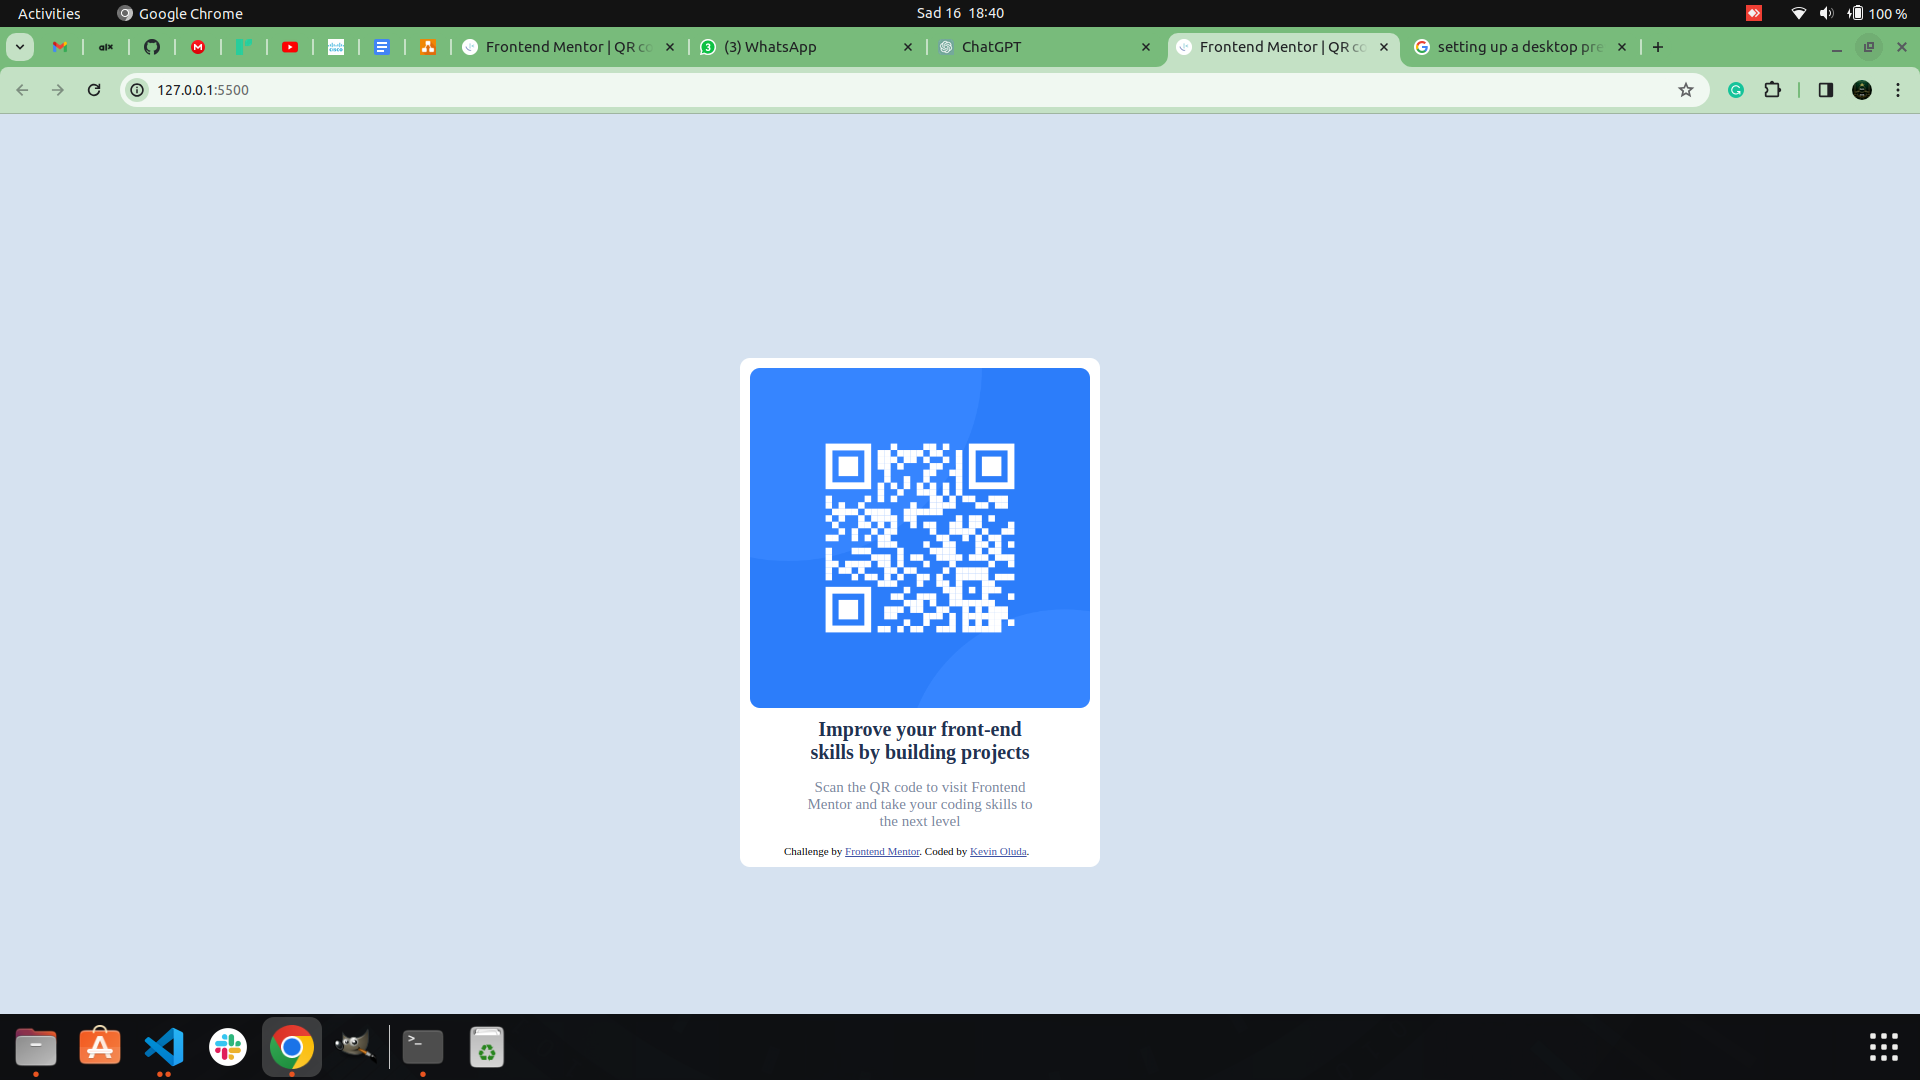 Activities
Google Chrome
Sad 16 18:40
100 %
alx
Frontend Mentor | QR co
(3) WhatsApp
ChatGPT
Frontend Mentor | QR co
setting up a desktop pre
127.0.0.1:5500
Improve your front-end
skills by building projects
Scan the QR code to visit Frontend
Mentor and take your coding skills to
the next level
Challenge by Frontend Mentor. Coded by Kevin Oluda.